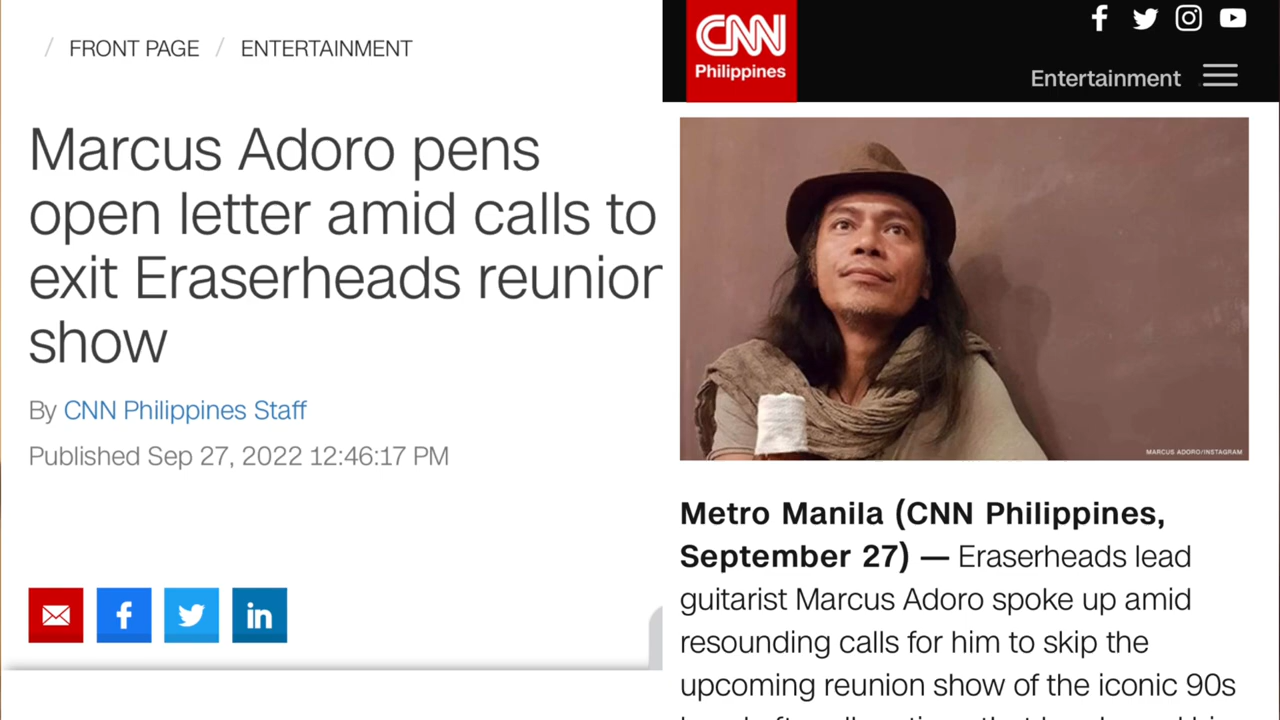 / FRONT PAGE / ENTERTAINMENT
Marcus Adoro pens
open letter amid calls to
exit Eraserheads reunion
show
By CNN Philippines Staff
Published Sep 27, 2022 12:46:17 PM
in
CNN
Philippines
Entertainment
MARCUS ADORO/INSTAGRAM
Metro Manila (CNN Philippines,
September 27) — Eraserheads lead
guitarist Marcus Adoro spoke up amid
resounding calls for him to skip the
upcoming reunion show of the iconic 90s